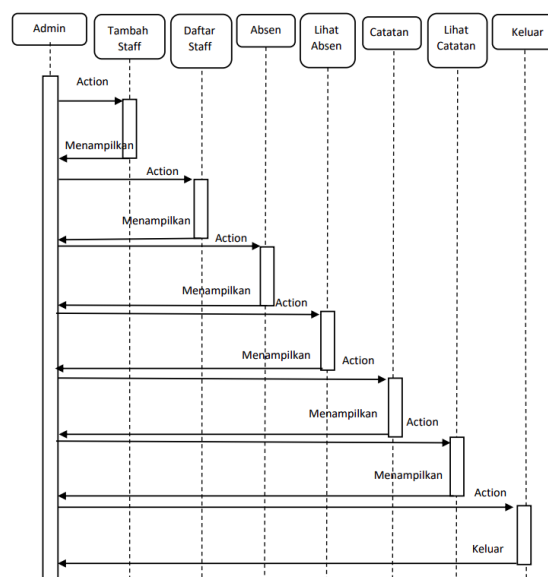 Admin
Tambah
Staff
Daftar
Staff
Absen
Lihat
Absen
Catatan
Lihat
Catatan
Keluar
Action
Menampilkan
Action
Menampilkan
Action
Menampilkan
Action
Menampilkan
Action
Menampilkan
Action
Menampilkan
Action
Keluar